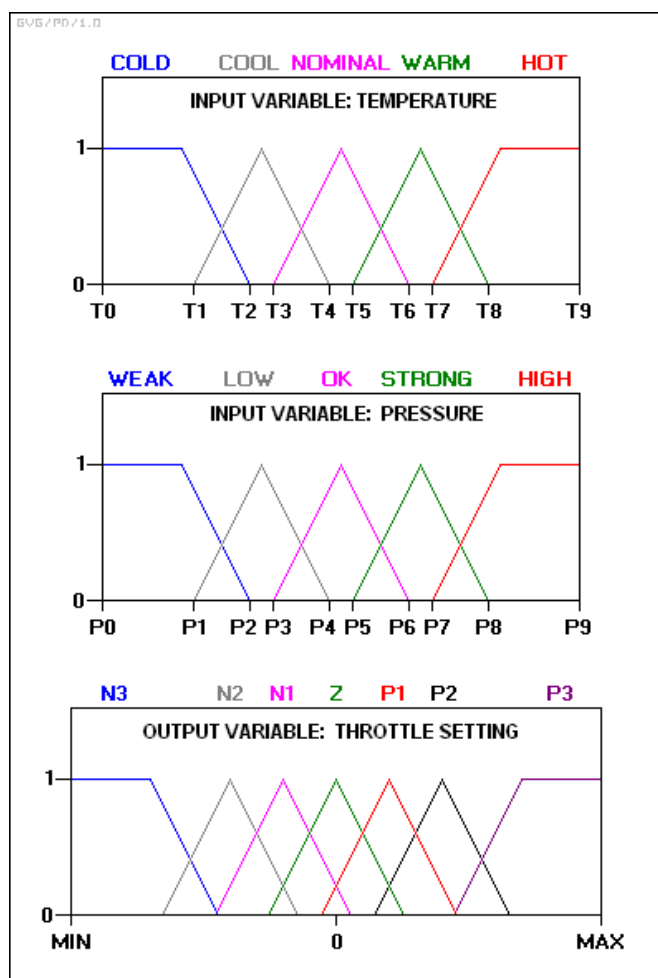 GVG/PD/1.0
COLD COOL NOMINAL WARM HOT
INPUT VARIABLE: TEMPERATURE
1
0
T0 T1 T2 T3 T4 T5 T6 T7 T8 T9
WEAK LOW OK STRONG HIGH
INPUT VARIABLE: PRESSURE
1
0
P0 P1 P2 P3 P4 P5 P6 P7 P8 P9
N3 N2 N1 Z P1 P2 P3
OUTPUT VARIABLE: THROTTLE SETTING
1
0
MIN 0 MAX